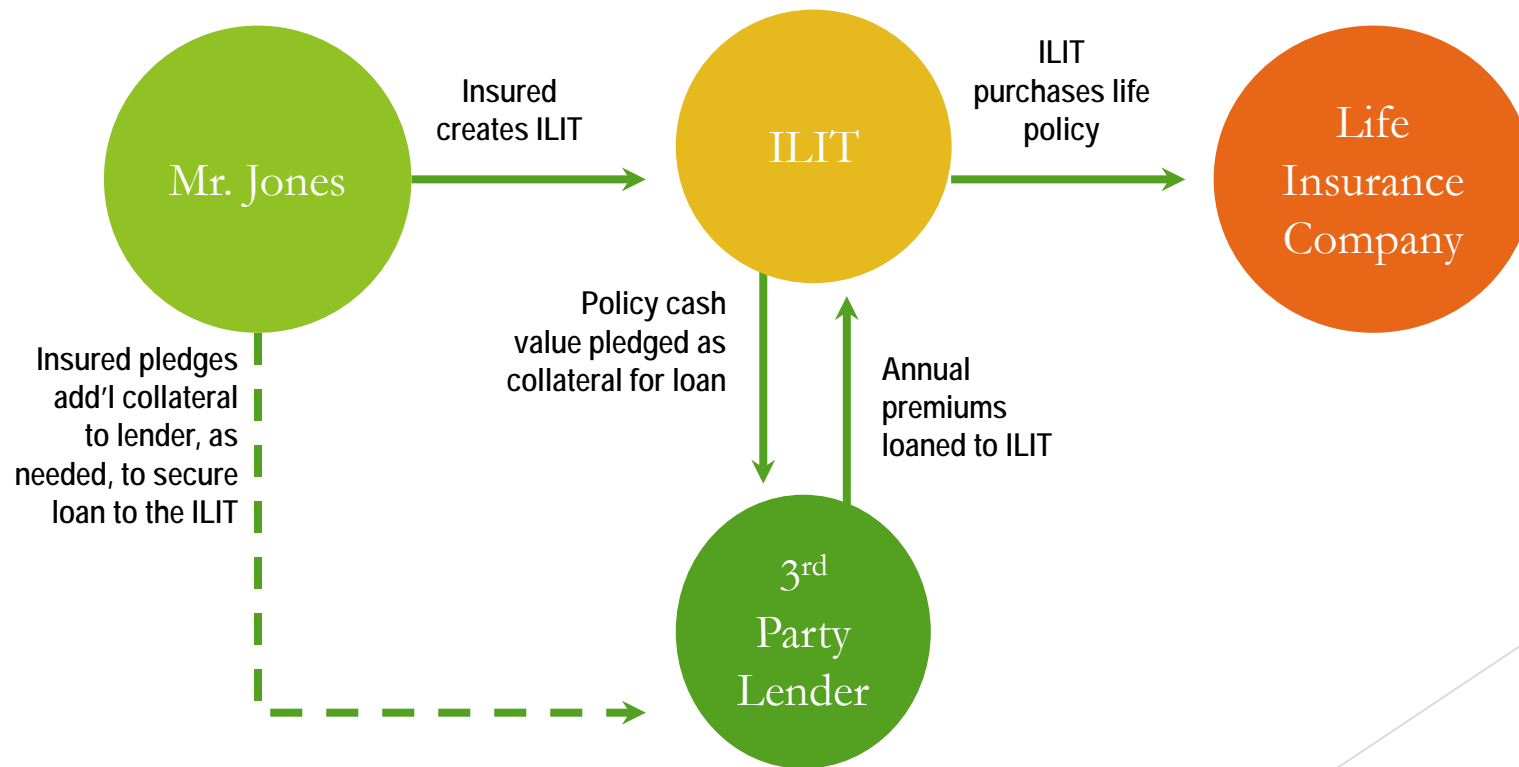 Mr. Jones
Insured
creates ILIT
ILIT
ILIT
purchases life
policy
Life
Insurance
Company
Insured pledges
add’l collateral
to lender, as
needed, to secure
loan to the ILIT
Policy cash
value pledged as
collateral for loan
Annual
premiums
loaned to ILIT
3rd
Party
Lender